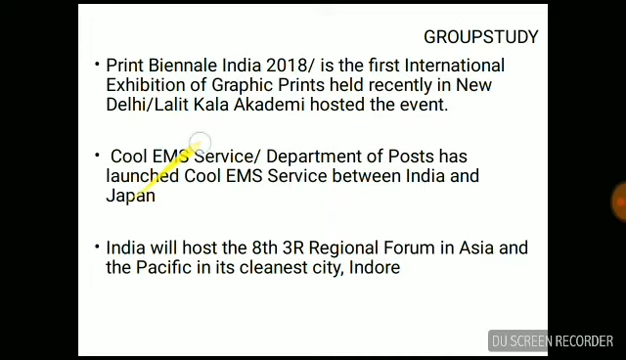 GROUPSTUDY
• Print Biennale India 2018/ is the first International
Exhibition of Graphic Prints held recently in New
Delhi/Lalit Kala Akademi hosted the event.
• Cool EMS Service/ Department of Posts has
launched Cool EMS Service between India and
Japan
• India will host the 8th 3R Regional Forum in Asia and
the Pacific in its cleanest city, Indore
DU SCREEN RECORDER